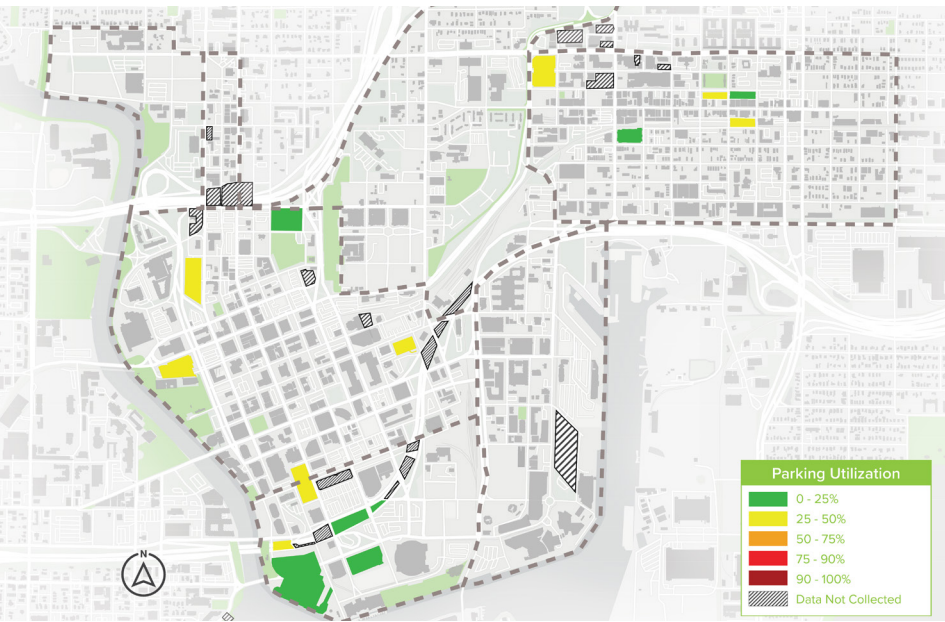 N
Parking Utilization
0 - 25%
25 - 50%
50 - 75%
75 - 90%
90 - 100%
Data Not Collected